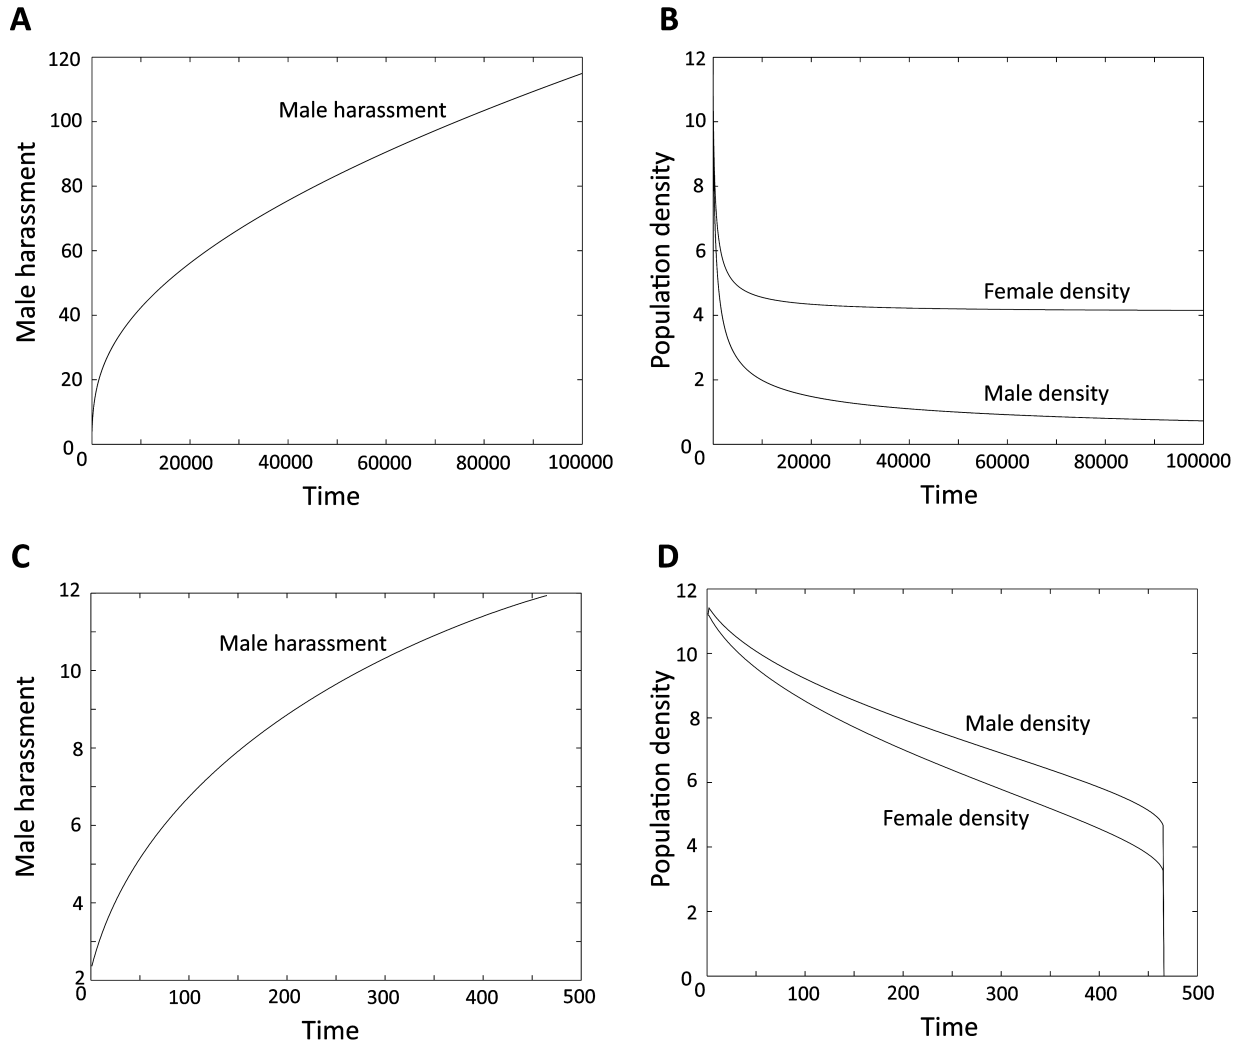 A
Male harassment
120
100
80
60
40
20
0
Male harassment
0 20000 40000 60000 80000 100000
Time
B
Population density
12
10
8
6
4
2
0
Female density
Male density
0 20000 40000 60000 80000 100000
Time
C
Male harassment
12
10
8
6
4
2
Male harassment
0 100 200 300 400 500
Time
D
Population density
12
10
8
6
4
2
0
Male density
Female density
0 100 200 300 400 500
Time